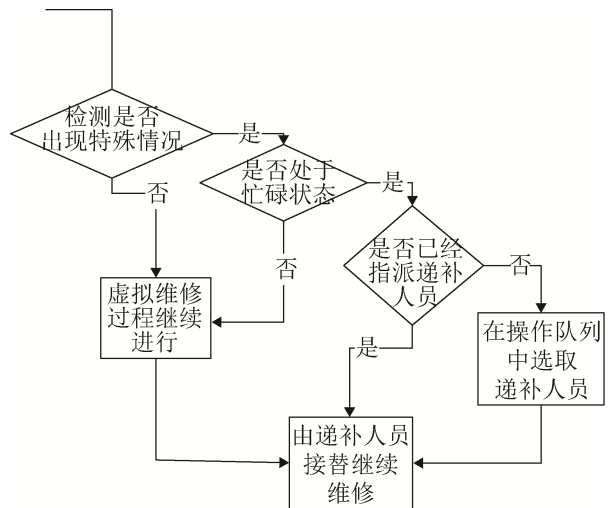 检测是否
出现特殊情况
是
是否处于
忙碌状态
是
否
是否已经
指派递补
人员
否
否
虚拟维修
过程继续
进行
在操作队列
中选取
递补人员
是
由递补人员
接替继续
维修